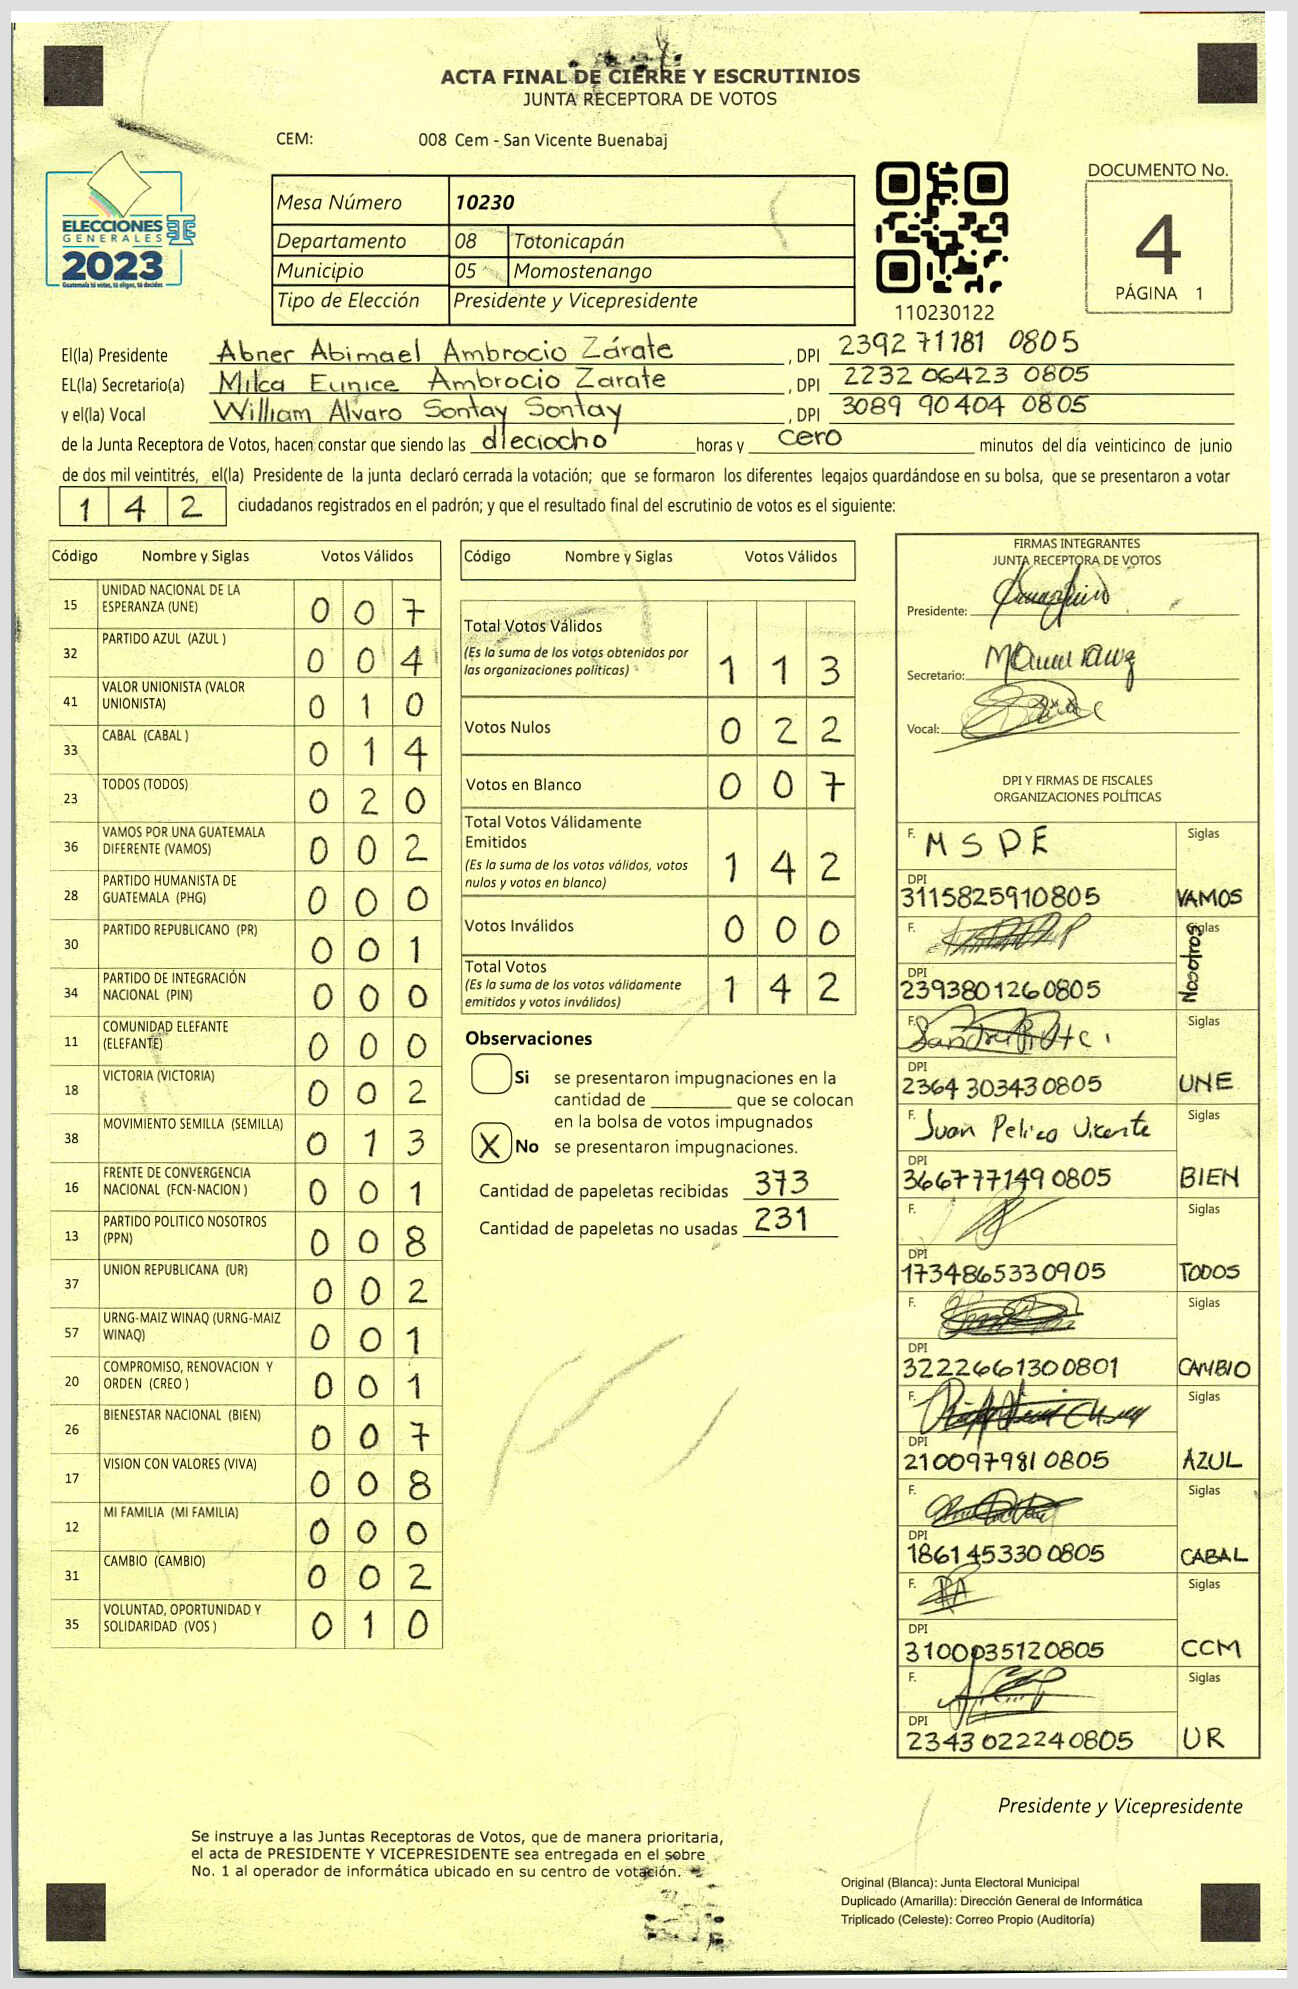 ACTA FINAL DE CIERRE Y ESCRUTINIOS
JUNTA RECEPTORA DE VOTOS
CEM: 008 Cem - San Vicente Buenabaj
ELECCIONES
GENERALES
2023
Guatemala tú votas, tú eliges, tú decides
Mesa Número 10230
Departamento 08 Totonicapán
Municipio 05 Momostenango
Tipo de Elección Presidente y Vicepresidente
110230122
DOCUMENTO No.
4
PÁGINA 1
El(la) Presidente Abner Abimael Ambrocio Zárate, DPI 2392 71181 0805
EL(la) Secretario(a) Milca Eunice Ambrocio Zarate, DPI 2232 06423 0805
y el(la) Vocal William Alvaro Sontay Sontay, DPI 3089 90404 0805
de la Junta Receptora de Votos, hacen constar que siendo las dieciocho horas y cero minutos del día veinticinco de junio
de dos mil veintitrés, el(la) Presidente de la junta declaró cerrada la votación; que se formaron los diferentes legajos guardándose en su bolsa, que se presentaron a votar
1 4 2 ciudadanos registrados en el padrón; y que el resultado final del escrutinio de votos es el siguiente:
Código Nombre y Siglas Votos Válidos
15 UNIDAD NACIONAL DE LA ESPERANZA (UNE) 0 0 7
32 PARTIDO AZUL (AZUL ) 0 0 4
41 VALOR UNIONISTA (VALOR UNIONISTA) 0 1 0
33 CABAL (CABAL ) 0 1 4
23 TODOS (TODOS) 0 2 0
36 VAMOS POR UNA GUATEMALA DIFERENTE (VAMOS) 0 0 2
28 PARTIDO HUMANISTA DE GUATEMALA (PHG) 0 0 0
30 PARTIDO REPUBLICANO (PR) 0 0 1
34 PARTIDO DE INTEGRACIÓN NACIONAL (PIN) 0 0 0
11 COMUNIDAD ELEFANTE (ELEFANTE) 0 0 0
18 VICTORIA (VICTORIA) 0 0 2
38 MOVIMIENTO SEMILLA (SEMILLA) 0 1 3
16 FRENTE DE CONVERGENCIA NACIONAL (FCN-NACION ) 0 0 1
13 PARTIDO POLITICO NOSOTROS (PPN) 0 0 8
37 UNION REPUBLICANA (UR) 0 0 2
57 URNG-MAIZ WINAQ (URNG-MAIZ WINAQ) 0 0 1
20 COMPROMISO, RENOVACION Y ORDEN (CREO ) 0 0 1
26 BIENESTAR NACIONAL (BIEN) 0 0 7
17 VISION CON VALORES (VIVA) 0 0 8
12 MI FAMILIA (MI FAMILIA) 0 0 0
31 CAMBIO (CAMBIO) 0 0 2
35 VOLUNTAD, OPORTUNIDAD Y SOLIDARIDAD (VOS ) 0 1 0
Código Nombre y Siglas Votos Válidos
Total Votos Válidos
(Es la suma de los votos obtenidos por
las organizaciones políticas) 1 1 3
Votos Nulos 0 2 2
Votos en Blanco 0 0 7
Total Votos Válidamente
Emitidos
(Es la suma de los votos válidos, votos
nulos y votos en blanco) 1 4 2
Votos Inválidos 0 0 0
Total Votos
(Es la suma de los votos válidamente
emitidos y votos inválidos) 1 4 2
Observaciones
Si se presentaron impugnaciones en la
cantidad de ________ que se colocan
en la bolsa de votos impugnados
X No se presentaron impugnaciones.
Cantidad de papeletas recibidas 373
Cantidad de papeletas no usadas 231
FIRMAS INTEGRANTES
JUNTA RECEPTORA DE VOTOS
Presidente:
Secretario:
Vocal:
DPI Y FIRMAS DE FISCALES
ORGANIZACIONES POLÍTICAS
F. M S P E Siglas
DPI
3115825910805 VAMOS
F. Siglas
DPI
2393801260805 Nosotros
F. Siglas
DPI
2364303430805 UNE
F. Juan Pelico Vicente Siglas
DPI
3667771490805 BIEN
F. Siglas
DPI
1734865330905 TODOS
F. Siglas
DPI
3222661300801 CAMBIO
F. Siglas
DPI
2100979810805 AZUL
F. Siglas
DPI
1861453300805 CABAL
F. Siglas
DPI
3100035120805 CCM
F. Siglas
DPI
2343022240805 UR
Presidente y Vicepresidente
Se instruye a las Juntas Receptoras de Votos, que de manera prioritaria,
el acta de PRESIDENTE Y VICEPRESIDENTE sea entregada en el sobre
No. 1 al operador de informática ubicado en su centro de votación.
Original (Blanca): Junta Electoral Municipal
Duplicado (Amarilla): Dirección General de Informática
Triplicado (Celeste): Correo Propio (Auditoría)